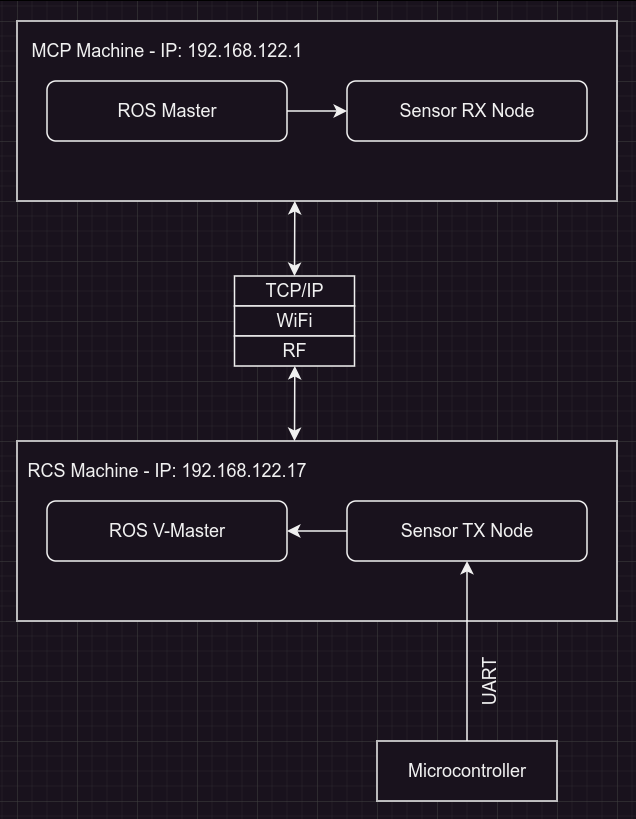 MCP Machine - IP: 192.168.122.1
ROS Master
Sensor RX Node
TCP/IP
WiFi
RF
RCS Machine - IP: 192.168.122.17
ROS V-Master
Sensor TX Node
UART
Microcontroller